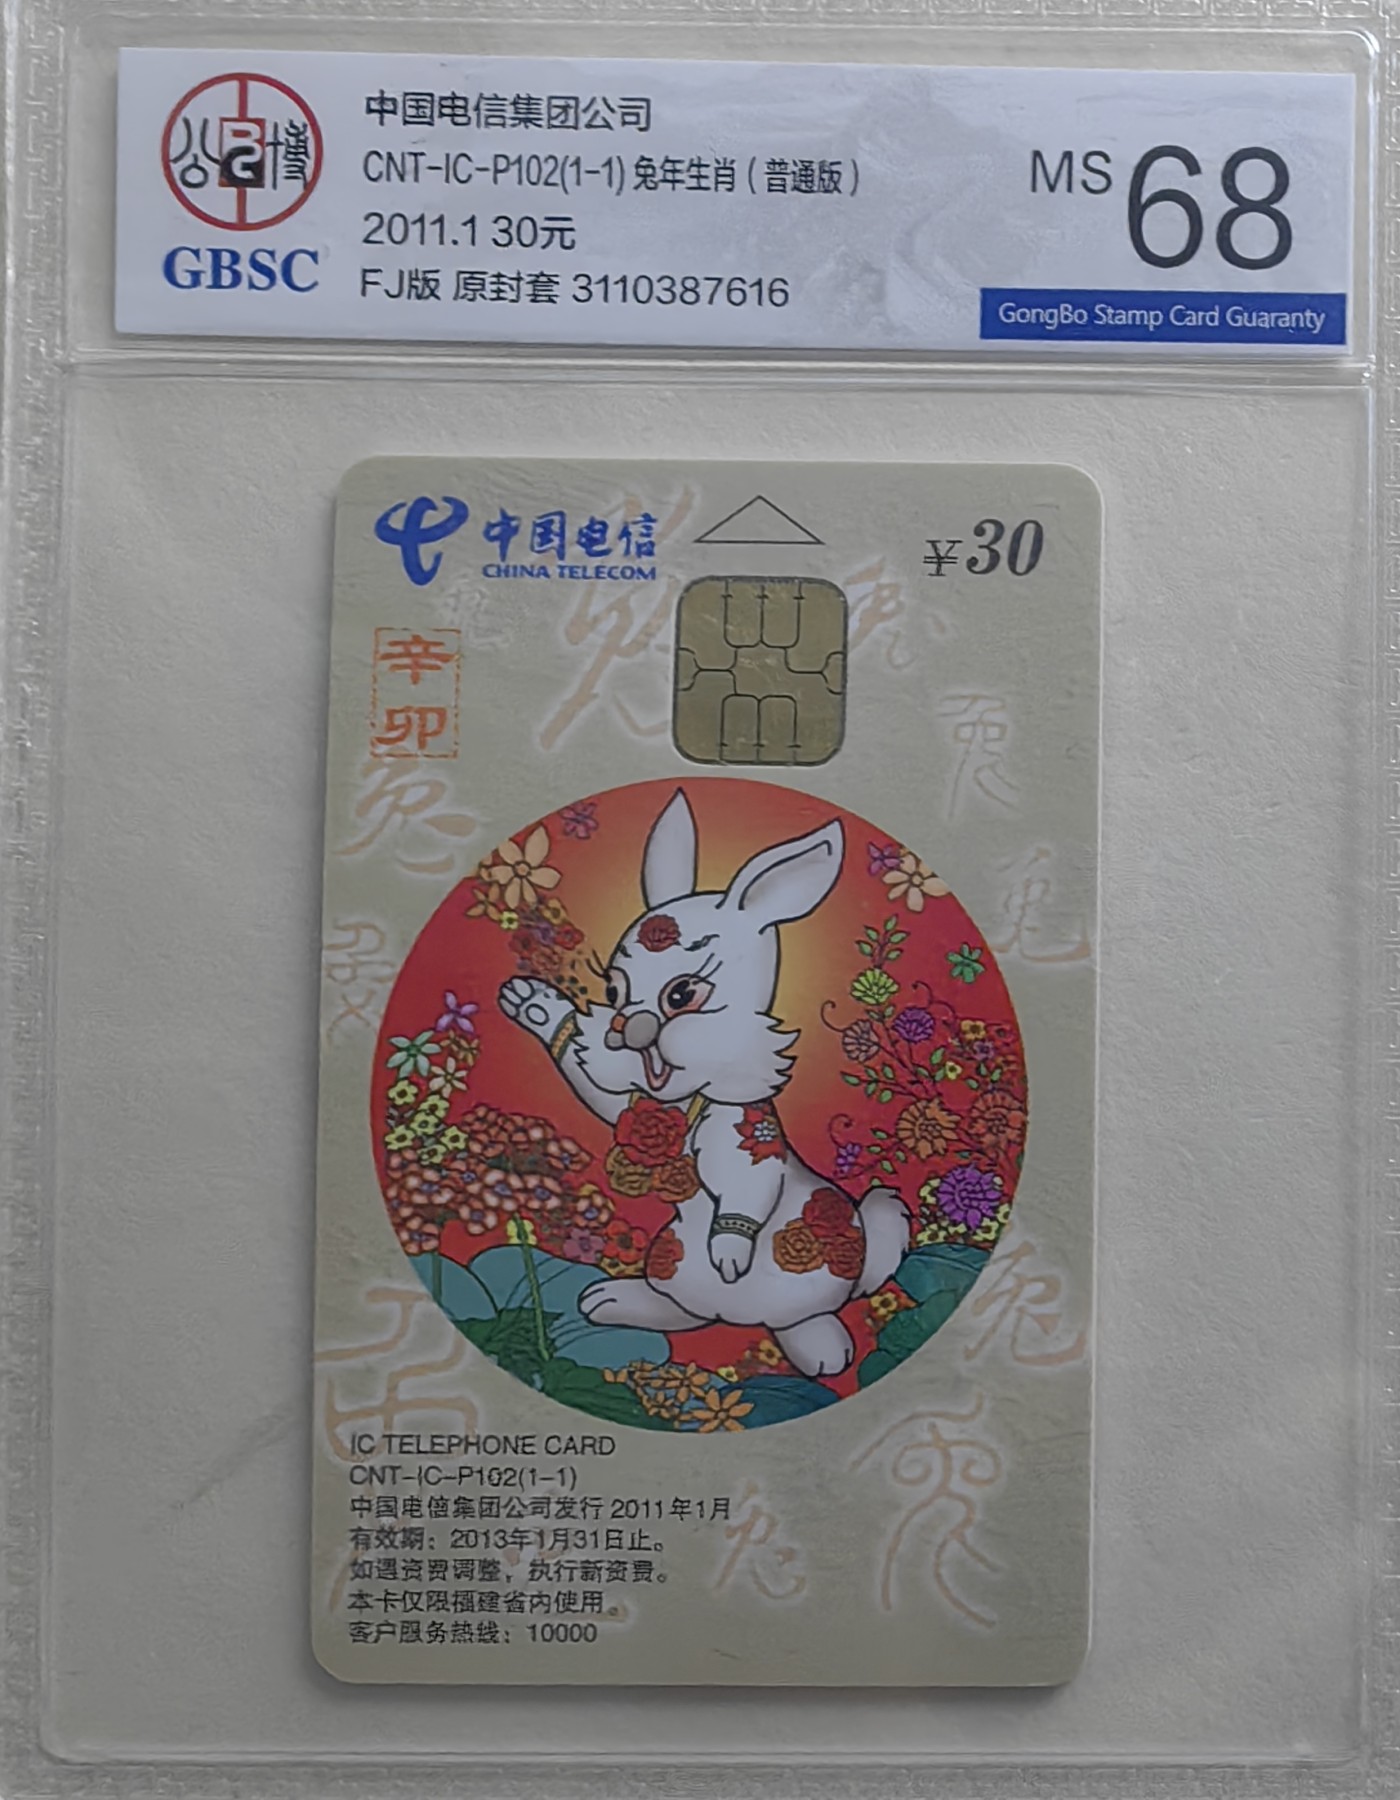 公博
BG
GBSC
中国电信集团公司
CNT-IC-P102(1-1) 兔年生肖（普通版）
2011.1 30元
FJ版 原封套 3110387616
MS 68
GongBo Stamp Card Guaranty
中国电信
CHINA TELECOM
¥30
辛
卯
IC TELEPHONE CARD
CNT-IC-P102(1-1)
中国电信集团公司发行 2011年1月
有效期：2013年1月31日止。
如遇资费调整，执行新资费。
本卡仅限福建省内使用。
客户服务热线：10000